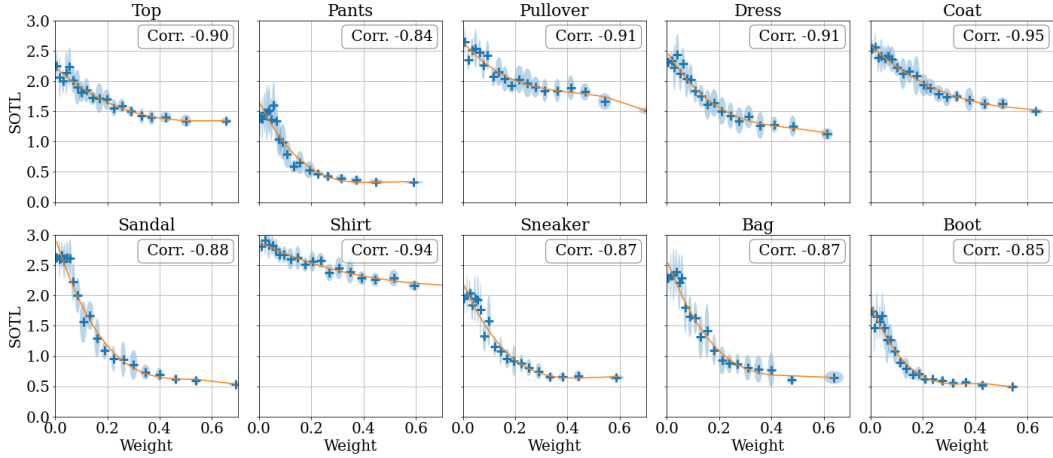 Top Pants Pullover Dress Coat
3.0 Corr. -0.90 Corr. -0.84 Corr. -0.91 Corr. -0.91 Corr. -0.95
2.5
2.0
SOTL
1.5
1.0
0.5
0.0
Sandal Shirt Sneaker Bag Boot
3.0 Corr. -0.88 Corr. -0.94 Corr. -0.87 Corr. -0.87 Corr. -0.85
2.5
2.0
SOTL
1.5
1.0
0.5
0.0
0.0 0.2 0.4 0.6 0.0 0.2 0.4 0.6 0.0 0.2 0.4 0.6 0.0 0.2 0.4 0.6 0.0 0.2 0.4 0.6
Weight Weight Weight Weight Weight